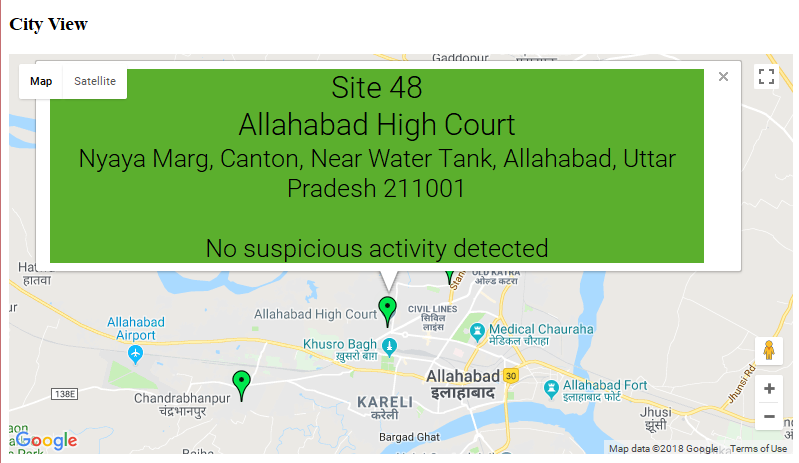 City View
Gaddopur
गद्दोपुर
Map
Satellite
Site 48
Allahabad High Court
Nyaya Marg, Canton, Near Water Tank, Allahabad, Uttar
Pradesh 211001
No suspicious activity detected
हातवा
OLD KATRA
ओल्ड कटरा
Allahabad High Court
CIVIL LINES
सिविल
लाइंस
Allahabad
Airport
Khusro Bagh
खुसरो बाग़
Medical Chauraha
मेडिकल चौराहा
138E
Chandrabhanpur
चंद्रभानपुर
Allahabad
इलाहाबाद
30
Allahabad Fort
इलाहाबाद फोर्ट
Jhunsi Rd
KARELI
करेली
Jhusi
झूंसी
Bargad Ghat
Google
Map data ©2018 Google
Terms of Use